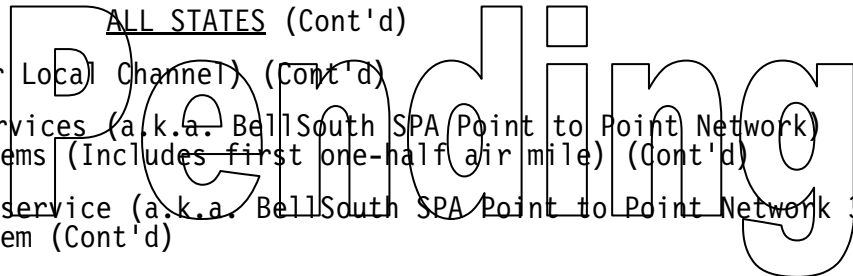 ALL STATES (Cont'd)
r Local Channel) (Cont'd)
rvices (a.k.a. BellSouth SPA Point to Point Network)
ems (Includes first one-half air mile) (Cont'd)
service (a.k.a. BellSouth SPA Point to Point Network
em (Cont'd)
Pending